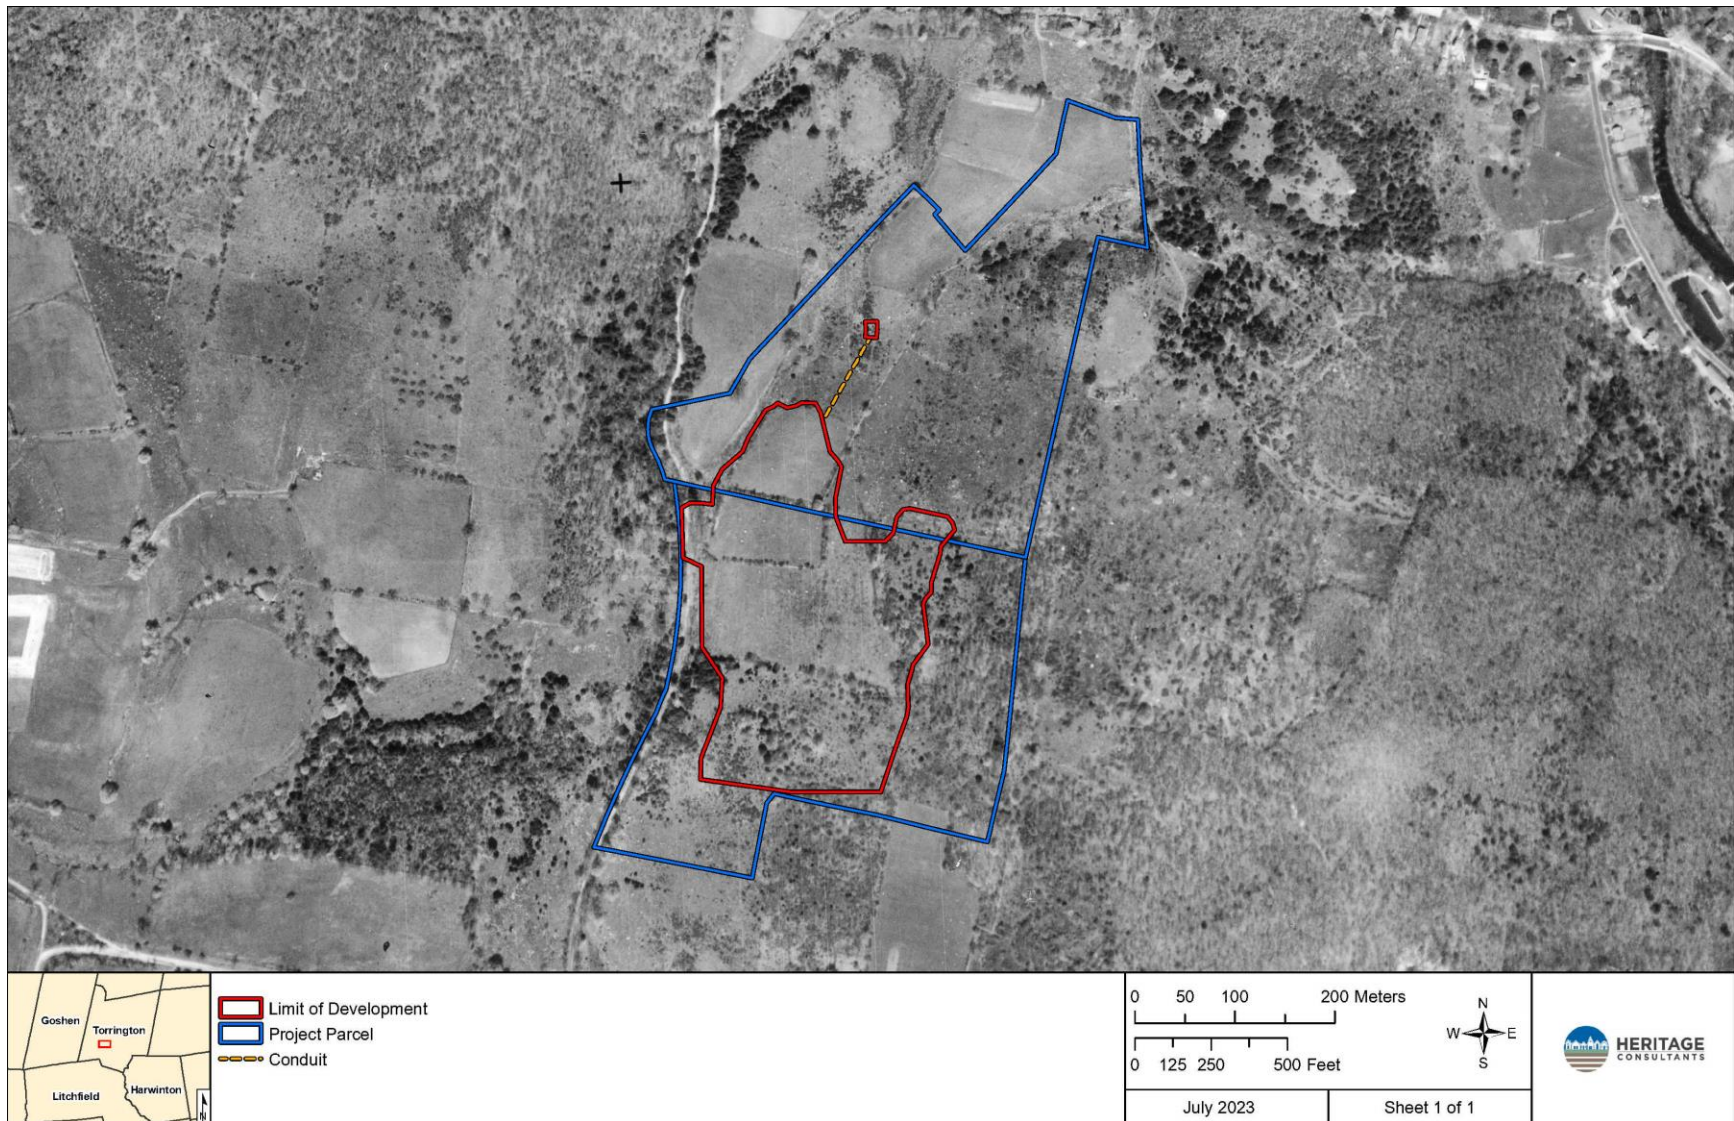 Goshen
Torrington
Litchfield
Harwinton
N
Limit of Development
Project Parcel
Conduit
0 50 100 200 Meters
0 125 250 500 Feet
N
W E
S
July 2023
Sheet 1 of 1
HERITAGE
CONSULTANTS